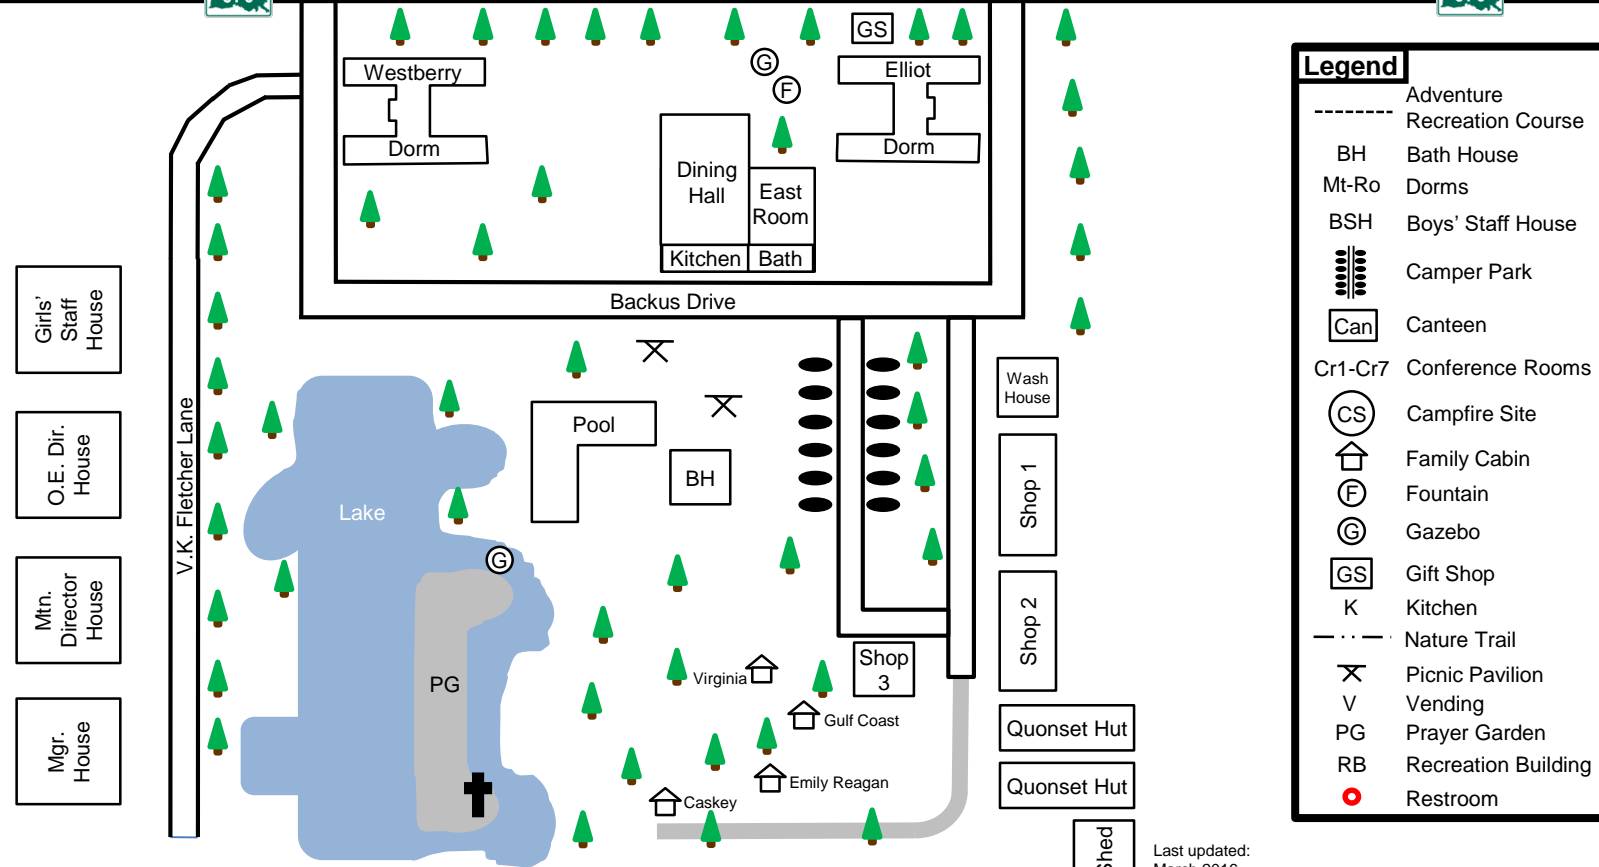 GS
G
F
Westberry
Dorm
Elliot
Dorm
Dining
Hall
East
Room
Kitchen
Bath
Backus Drive
V.K. Fletcher Lane
Girls'
Staff
House
O.E. Dir.
House
Mtn.
Director
House
Mgr.
House
Lake
Pool
BH
G
PG
Wash
House
Shop 1
Shop 2
Shop
3
Virginia
Gulf Coast
Emily Reagan
Caskey
Quonset Hut
Quonset Hut
Last updated:
March 2016
Legend
Adventure
Recreation Course
BH Bath House
Mt-Ro Dorms
BSH Boys' Staff House
Camper Park
Can Canteen
Cr1-Cr7 Conference Rooms
CS Campfire Site
Family Cabin
F Fountain
G Gazebo
GS Gift Shop
K Kitchen
Nature Trail
Picnic Pavilion
V Vending
PG Prayer Garden
RB Recreation Building
Restroom